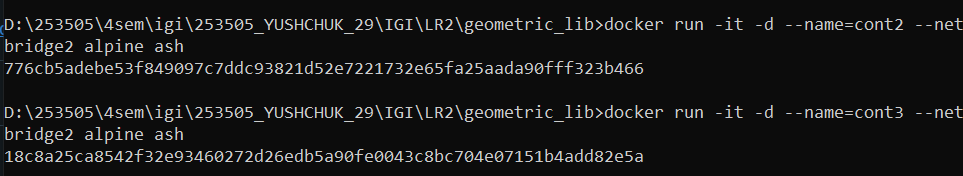 D:\253505\4sem\igi\253505_YUSHCHUK_29\IGI\LR2\geometric_lib>docker run -it -d --name=cont2 --net
bridge2 alpine ash
776cb5adebe53f849097c7ddc93821d52e7221732e65fa25aada90fff323b466
D:\253505\4sem\igi\253505_YUSHCHUK_29\IGI\LR2\geometric_lib>docker run -it -d --name=cont3 --net
bridge2 alpine ash
18c8a25ca8542f32e93460272d26edb5a90fe0043c8bc704e07151b4add82e5a